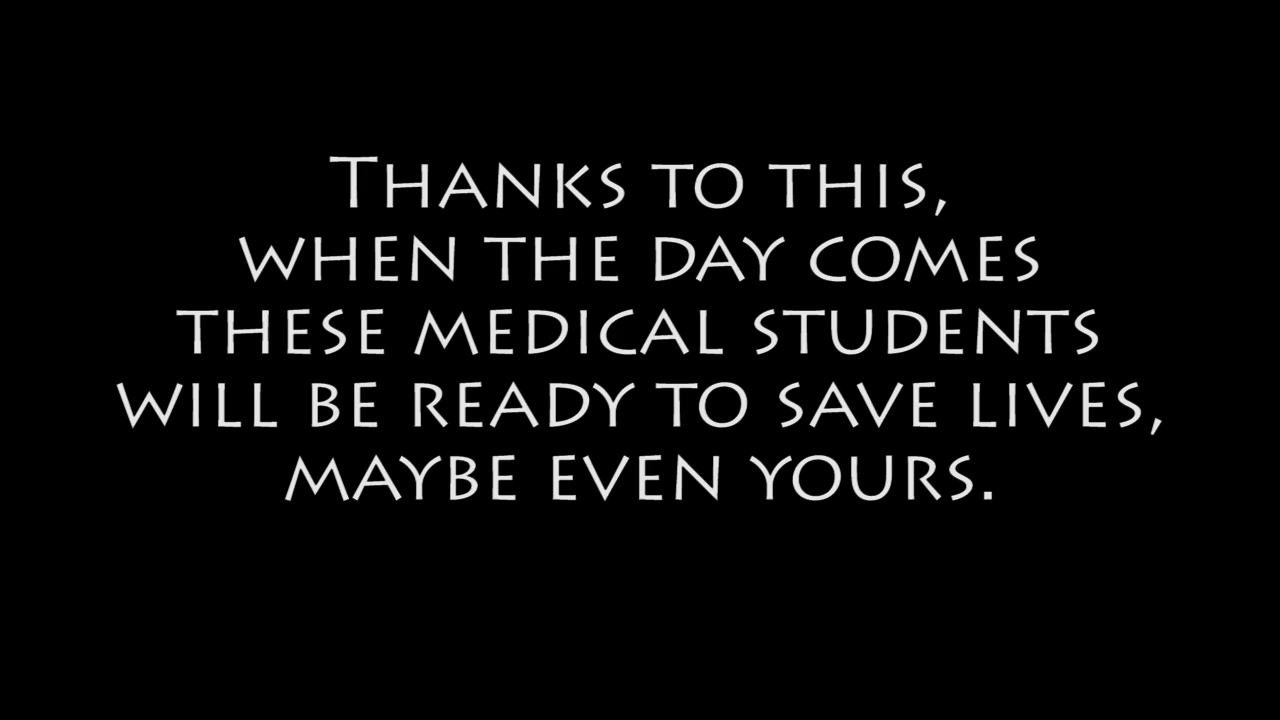 Thanks to this,
when the day comes
these medical students
will be ready to save lives,
maybe even yours.